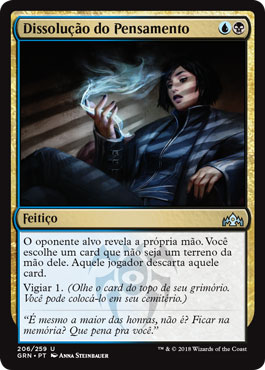 Dissolução do Pensamento
Feitiço
O oponente alvo revela a própria mão. Você
escolhe um card que não seja um terreno da
mão dele. Aquele jogador descarta aquele
card.
Vigiar 1. (Olhe o card do topo de seu grimório.
Você pode colocá-lo em seu cemitério.)
“É mesmo a maior das honras, não é? Ficar na
memória? Que pena pra você.”
206/259 U
GRN • PT Anna Steinbauer
™ & © 2018 Wizards of the Coast